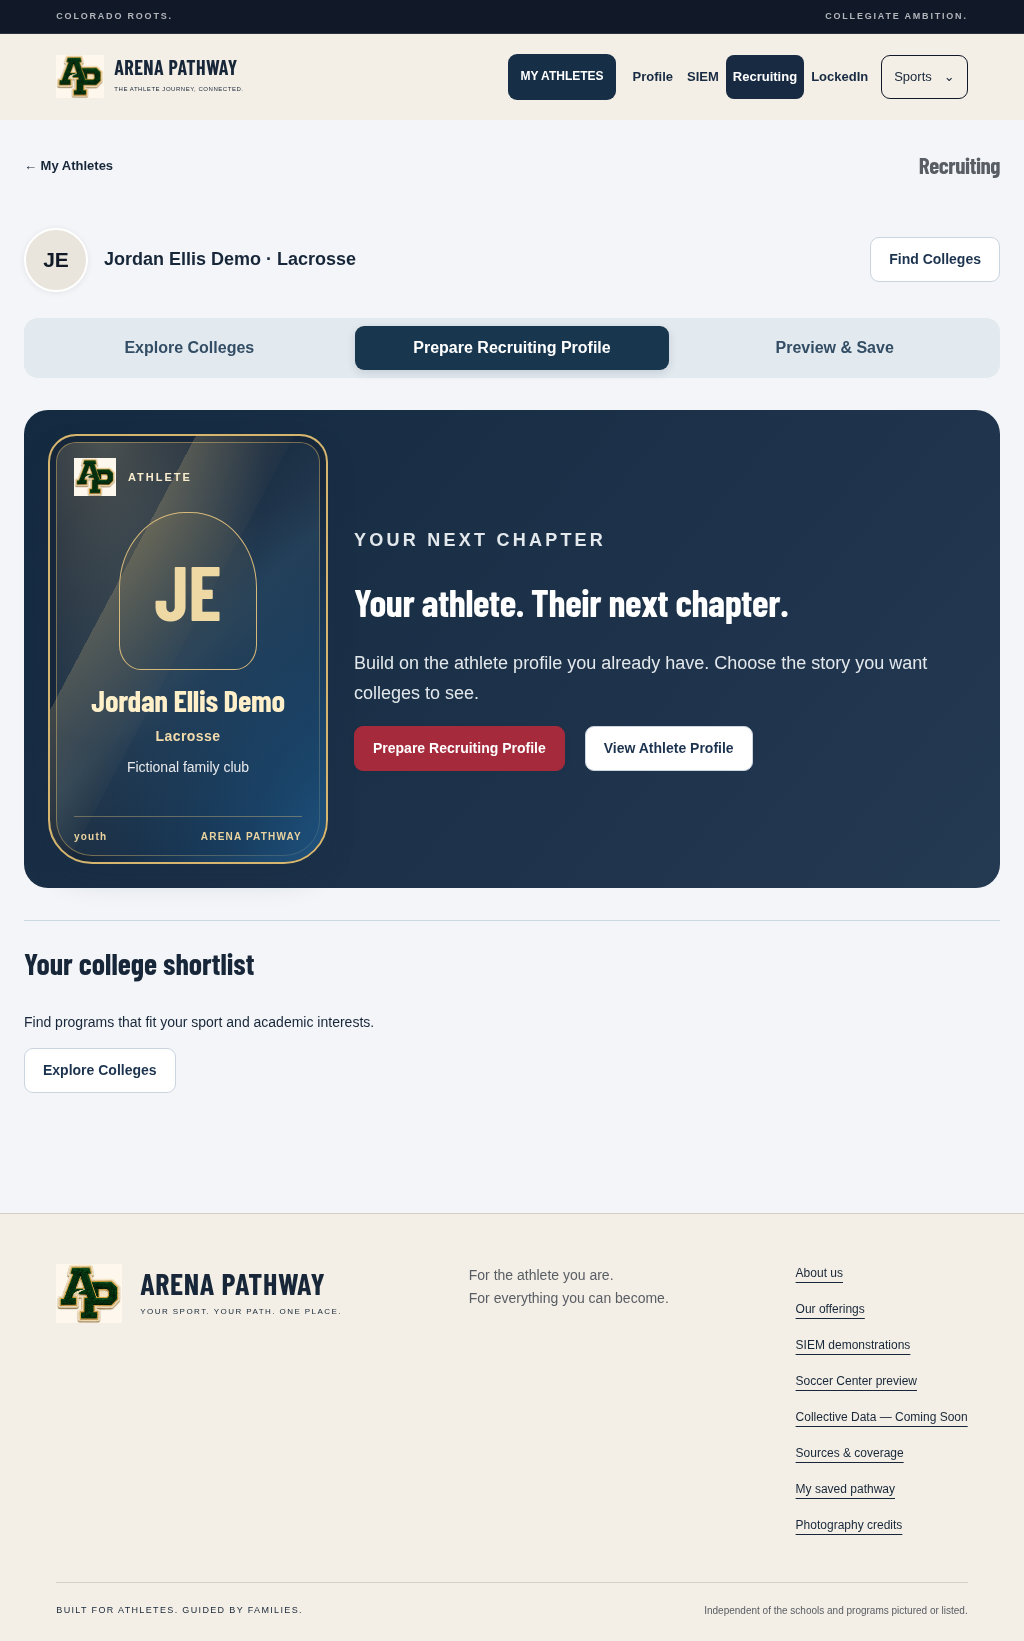 COLORADO ROOTS.
COLLEGIATE AMBITION.
AP
ARENA PATHWAY
THE ATHLETE JOURNEY, CONNECTED.
MY ATHLETES
Profile
SIEM
Recruiting
LockedIn
Sports ⌄
← My Athletes
Recruiting
JE
Jordan Ellis Demo · Lacrosse
Find Colleges
Explore Colleges
Prepare Recruiting Profile
Preview & Save
AP
ATHLETE
JE
Jordan Ellis Demo
Lacrosse
Fictional family club
youth
ARENA PATHWAY
YOUR NEXT CHAPTER
Your athlete. Their next chapter.
Build on the athlete profile you already have. Choose the story you want
colleges to see.
Prepare Recruiting Profile
View Athlete Profile
Your college shortlist
Find programs that fit your sport and academic interests.
Explore Colleges
AP
ARENA PATHWAY
YOUR SPORT. YOUR PATH. ONE PLACE.
For the athlete you are.
For everything you can become.
About us
Our offerings
SIEM demonstrations
Soccer Center preview
Collective Data — Coming Soon
Sources & coverage
My saved pathway
Photography credits
BUILT FOR ATHLETES. GUIDED BY FAMILIES.
Independent of the schools and programs pictured or listed.